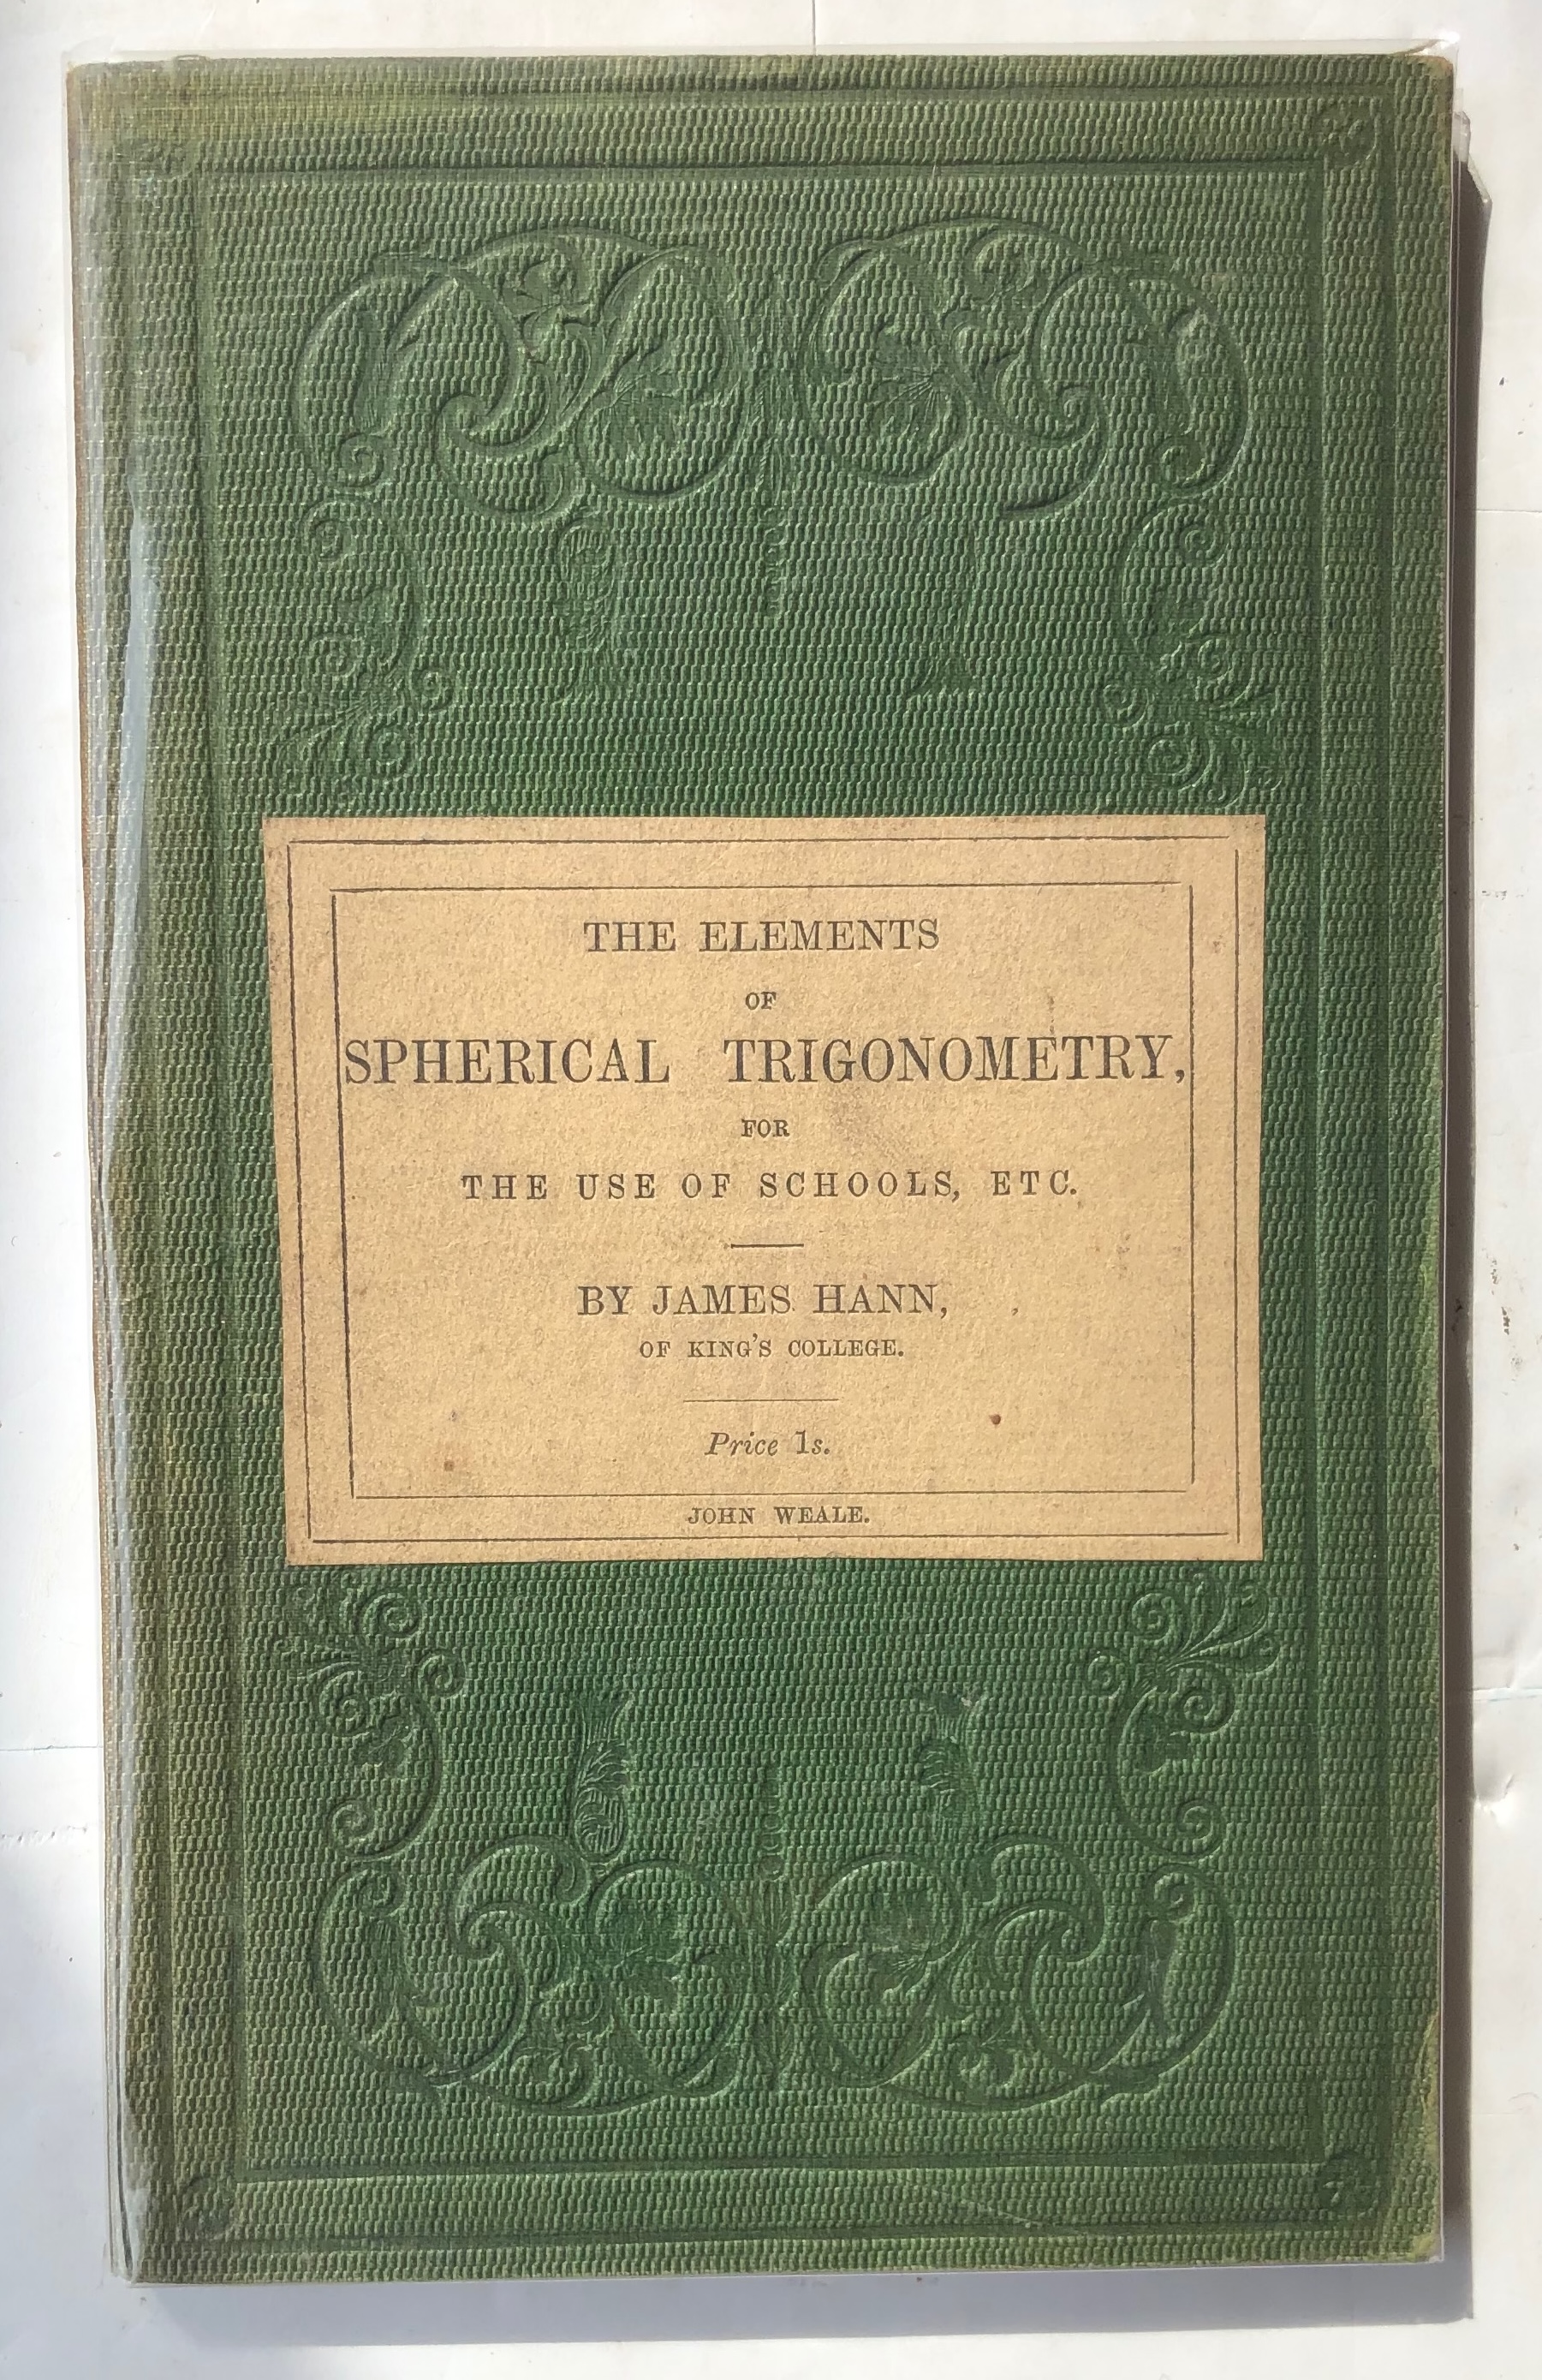 THE ELEMENTS
OF
SPHERICAL TRIGONOMETRY,
FOR
THE USE OF SCHOOLS, ETC.
BY JAMES HANN,
OF KING'S COLLEGE.
Price 1s.
JOHN WEALE.